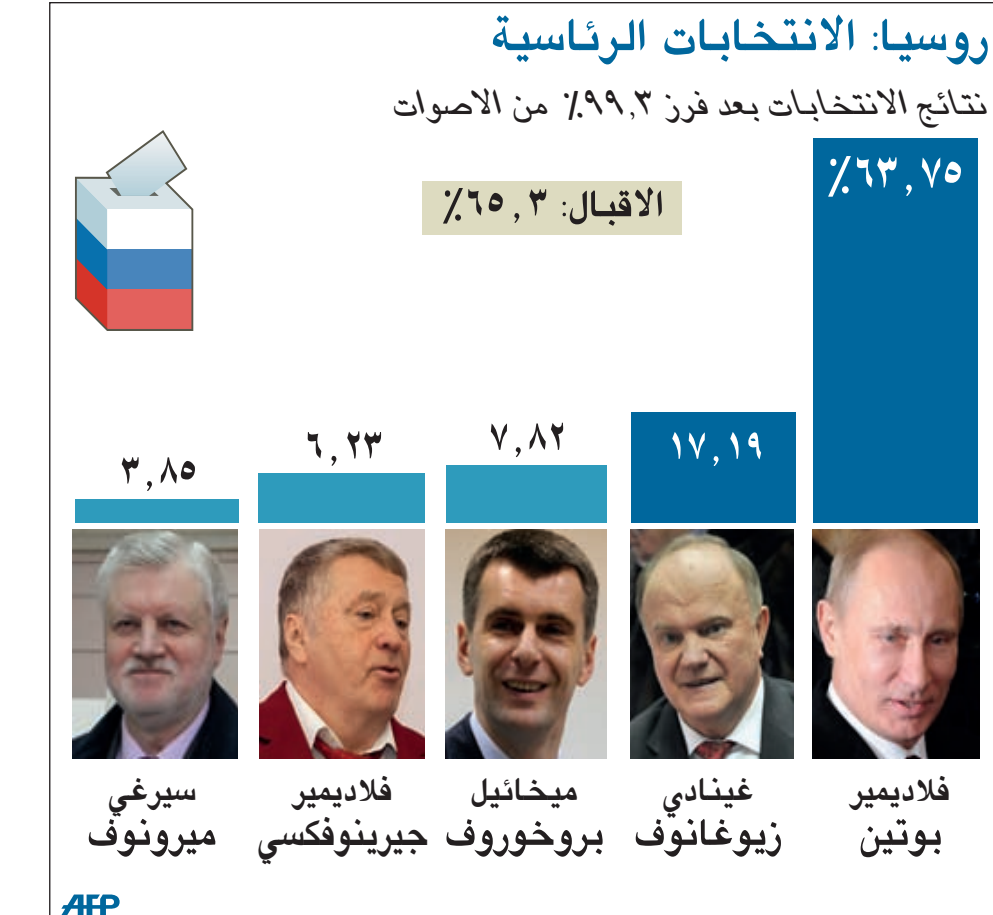 روسيا: الانتخابات الرئاسية
نتائج الانتخابات بعد فرز ٩٩,٣٪ من الاصوات
الاقبال: ٦٥,٣٪
٦٣,٧٥٪
١٧,١٩
٧,٨٢
٦,٢٣
٣,٨٥
فلاديمير
بوتين
غينادي
زيوغانوف
ميخائيل
بروخوروف
فلاديمير
جيرينوفكسي
سيرغي
ميرونوف
AFP